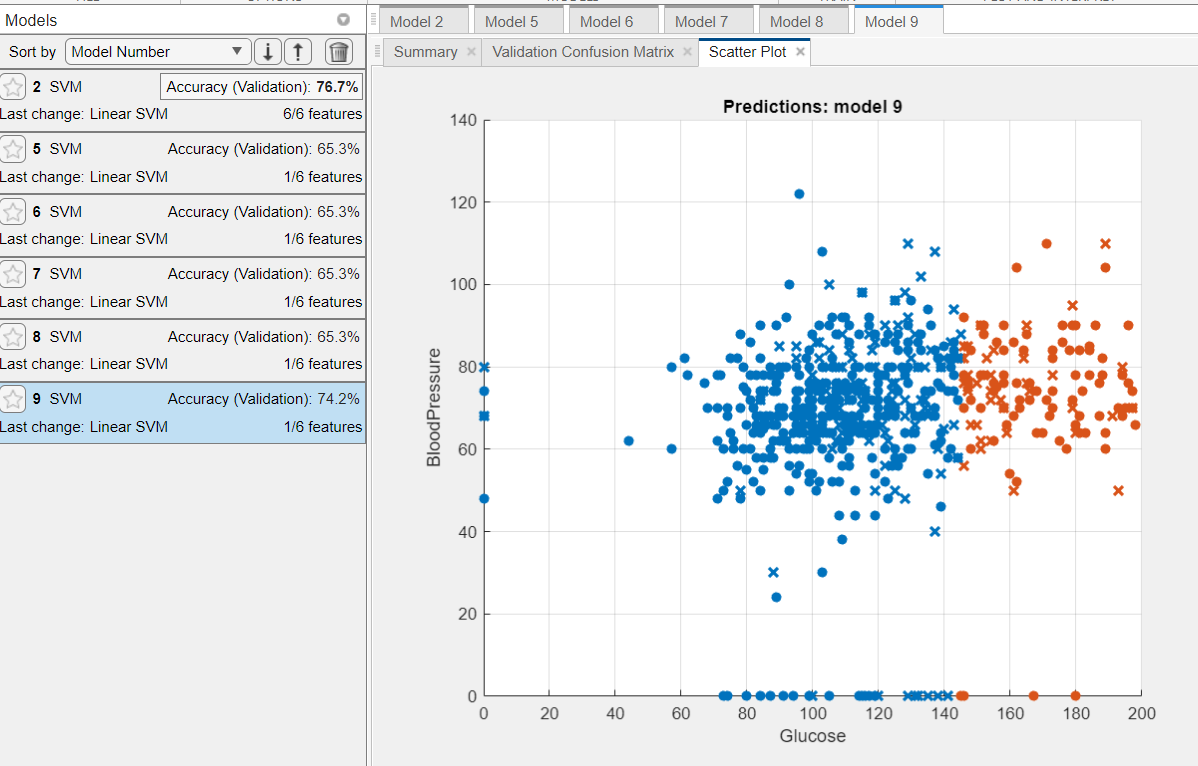 Models
Sort by Model Number
2 SVM Accuracy (Validation): 76.7%
Last change: Linear SVM 6/6 features
5 SVM Accuracy (Validation): 65.3%
Last change: Linear SVM 1/6 features
6 SVM Accuracy (Validation): 65.3%
Last change: Linear SVM 1/6 features
7 SVM Accuracy (Validation): 65.3%
Last change: Linear SVM 1/6 features
8 SVM Accuracy (Validation): 65.3%
Last change: Linear SVM 1/6 features
9 SVM Accuracy (Validation): 74.2%
Last change: Linear SVM 1/6 features
Model 2 Model 5 Model 6 Model 7 Model 8 Model 9
Summary Validation Confusion Matrix Scatter Plot
Predictions: model 9
140
120
100
80
60
40
20
0
BloodPressure
0 20 40 60 80 100 120 140 160 180 200
Glucose